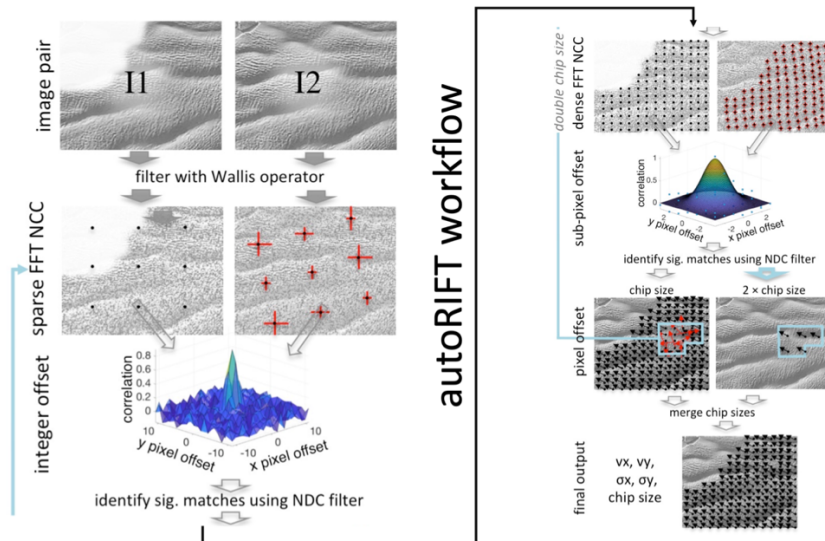 image pair
I1
I2
filter with Wallis operator
sparse FFT NCC
integer offset
correlation
0.8
0.6
0.4
0.2
0
10
0
-10
y pixel offset
-10
0
10
x pixel offset
identify sig. matches using NDC filter
autoRIFT workflow
double chip size
dense FFT NCC
sub-pixel offset
correlation
1
0.5
0
2
0
-2
y pixel offset
-2
0
2
x pixel offset
identify sig. matches using NDC filter
chip size
2 × chip size
pixel offset
merge chip sizes
final output
vx, vy,
σx, σy,
chip size